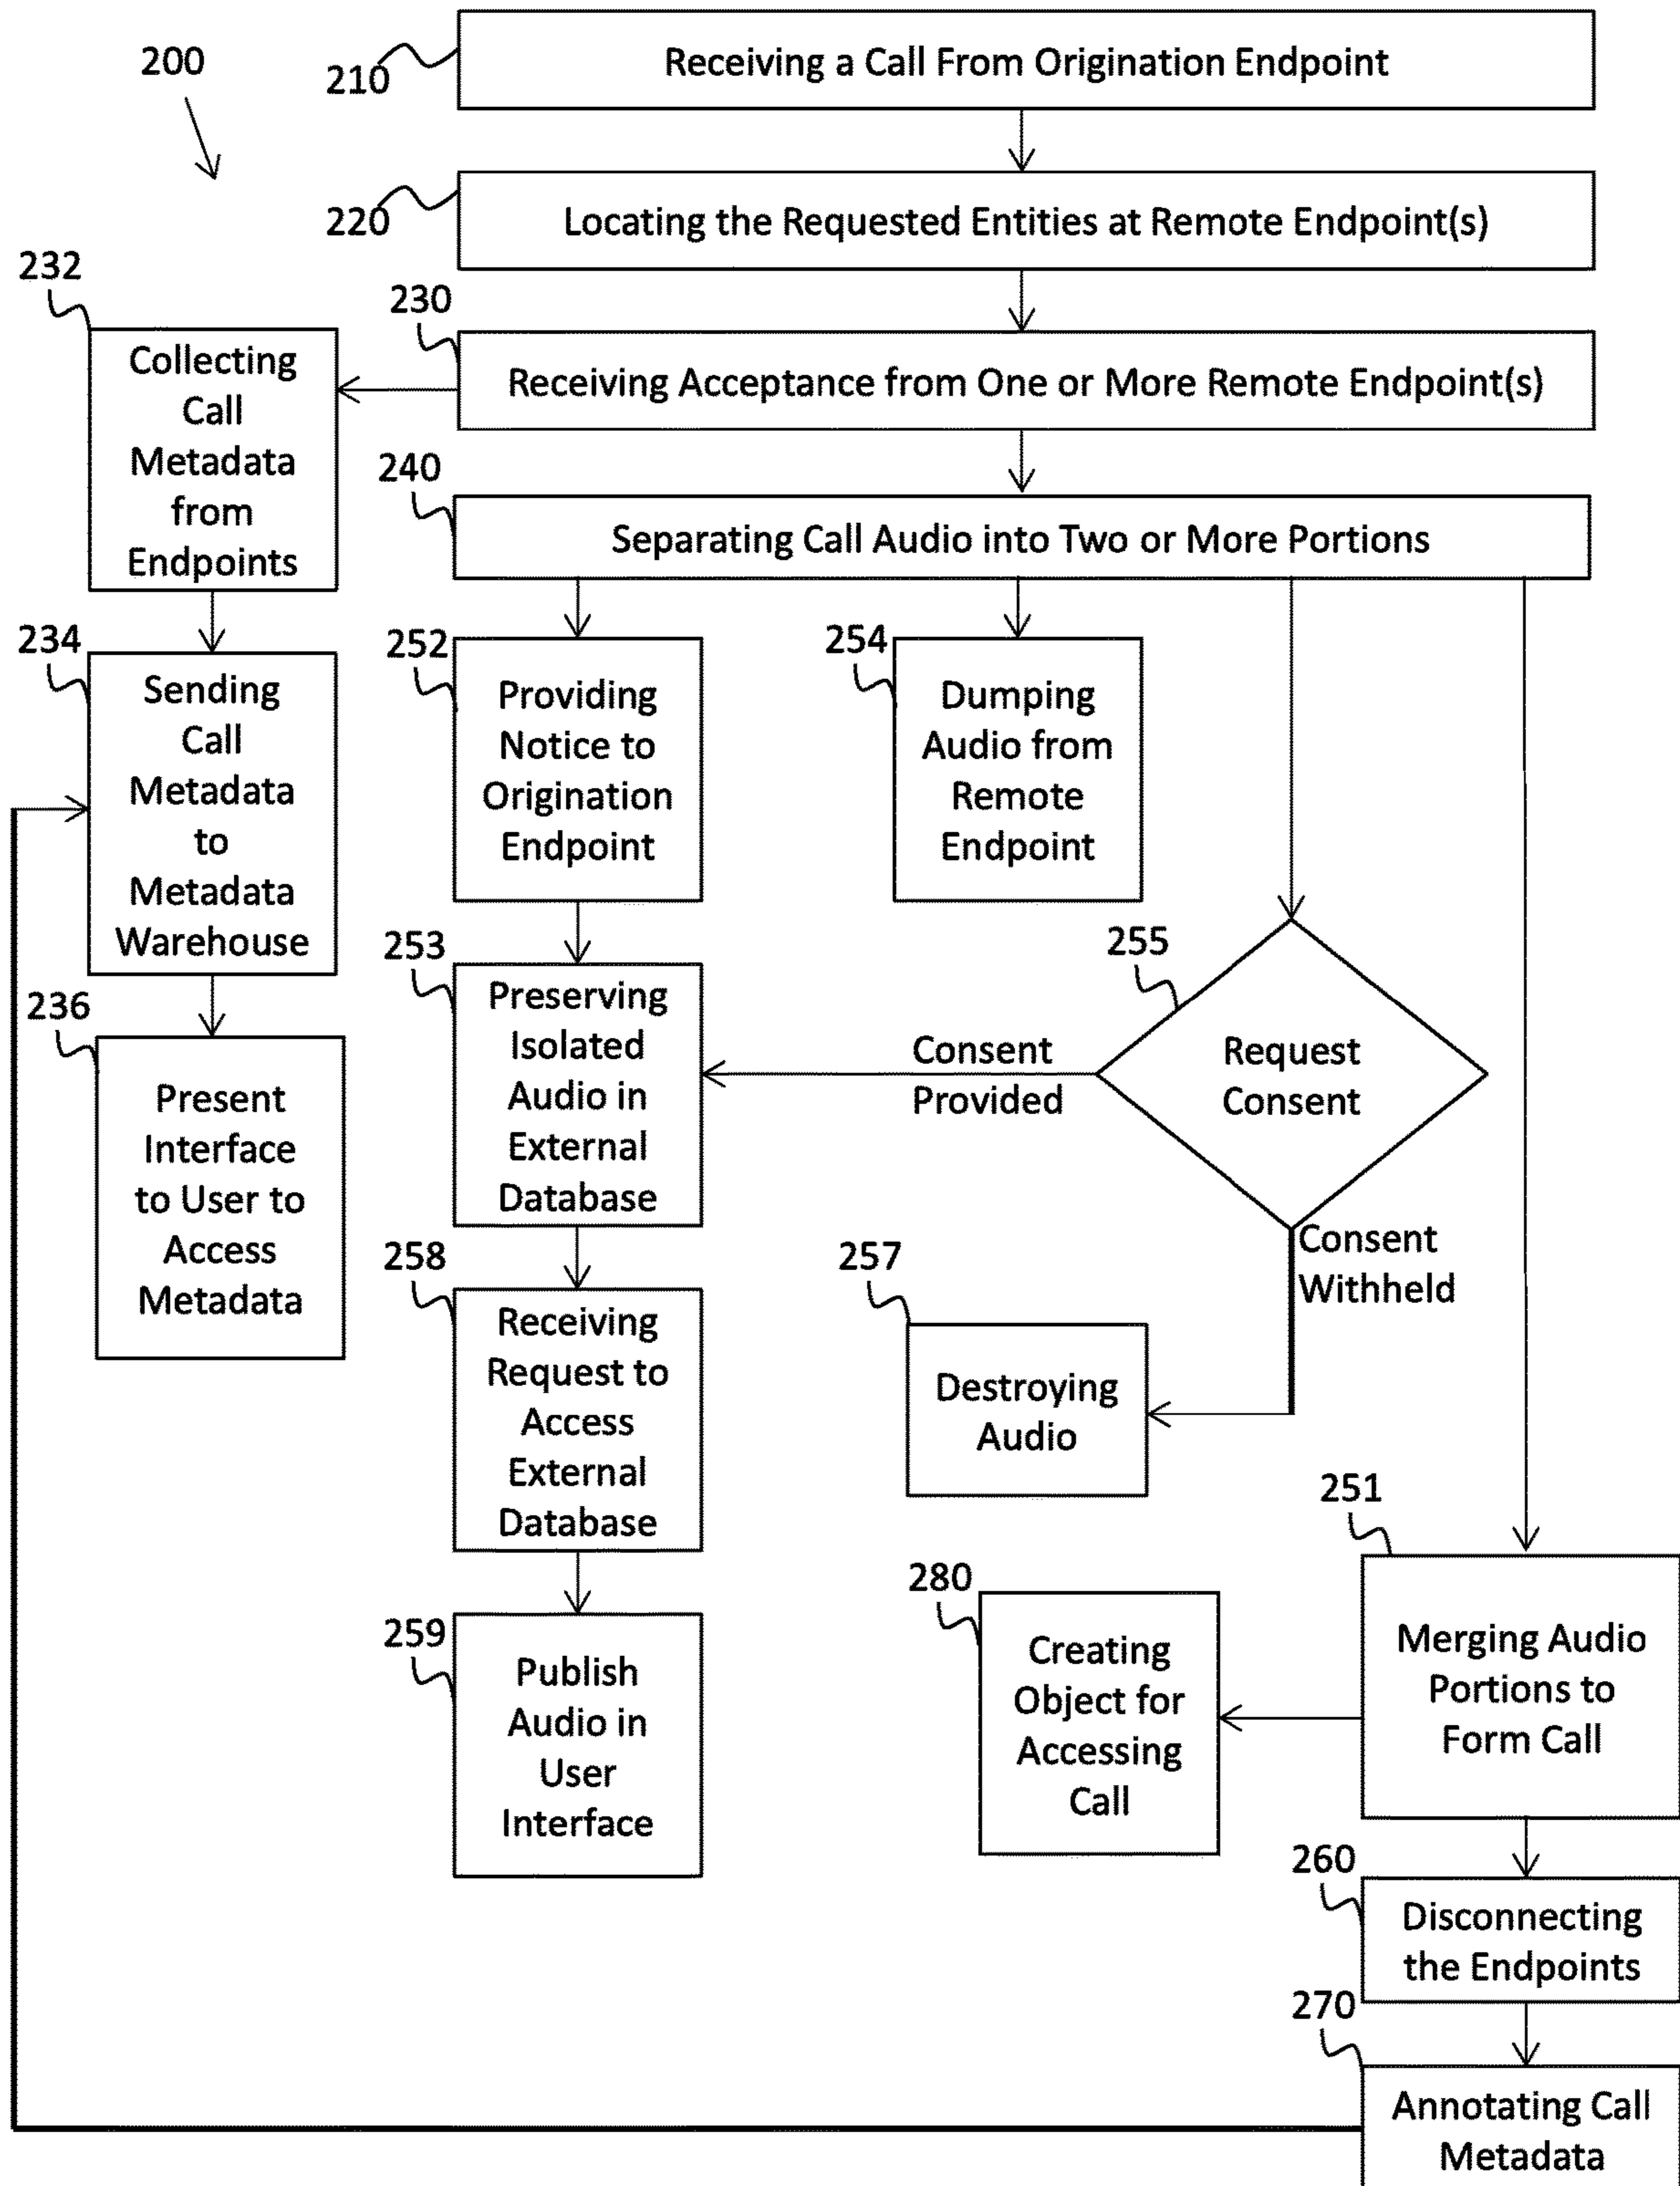 200
210
Receiving a Call From Origination Endpoint
220
Locating the Requested Entities at Remote Endpoint(s)
230
Receiving Acceptance from One or More Remote Endpoint(s)
232
Collecting
Call
Metadata
from
Endpoints
240
Separating Call Audio into Two or More Portions
234
Sending
Call
Metadata
to
Metadata
Warehouse
252
Providing
Notice to
Origination
Endpoint
254
Dumping
Audio from
Remote
Endpoint
236
Present
Interface
to User to
Access
Metadata
253
Preserving
Isolated
Audio in
External
Database
255
Request
Consent
Consent
Provided
Consent
Withheld
257
Destroying
Audio
258
Receiving
Request to
Access
External
Database
259
Publish
Audio in
User
Interface
251
Merging Audio
Portions to
Form Call
280
Creating
Object for
Accessing
Call
260
Disconnecting
the Endpoints
270
Annotating Call
Metadata